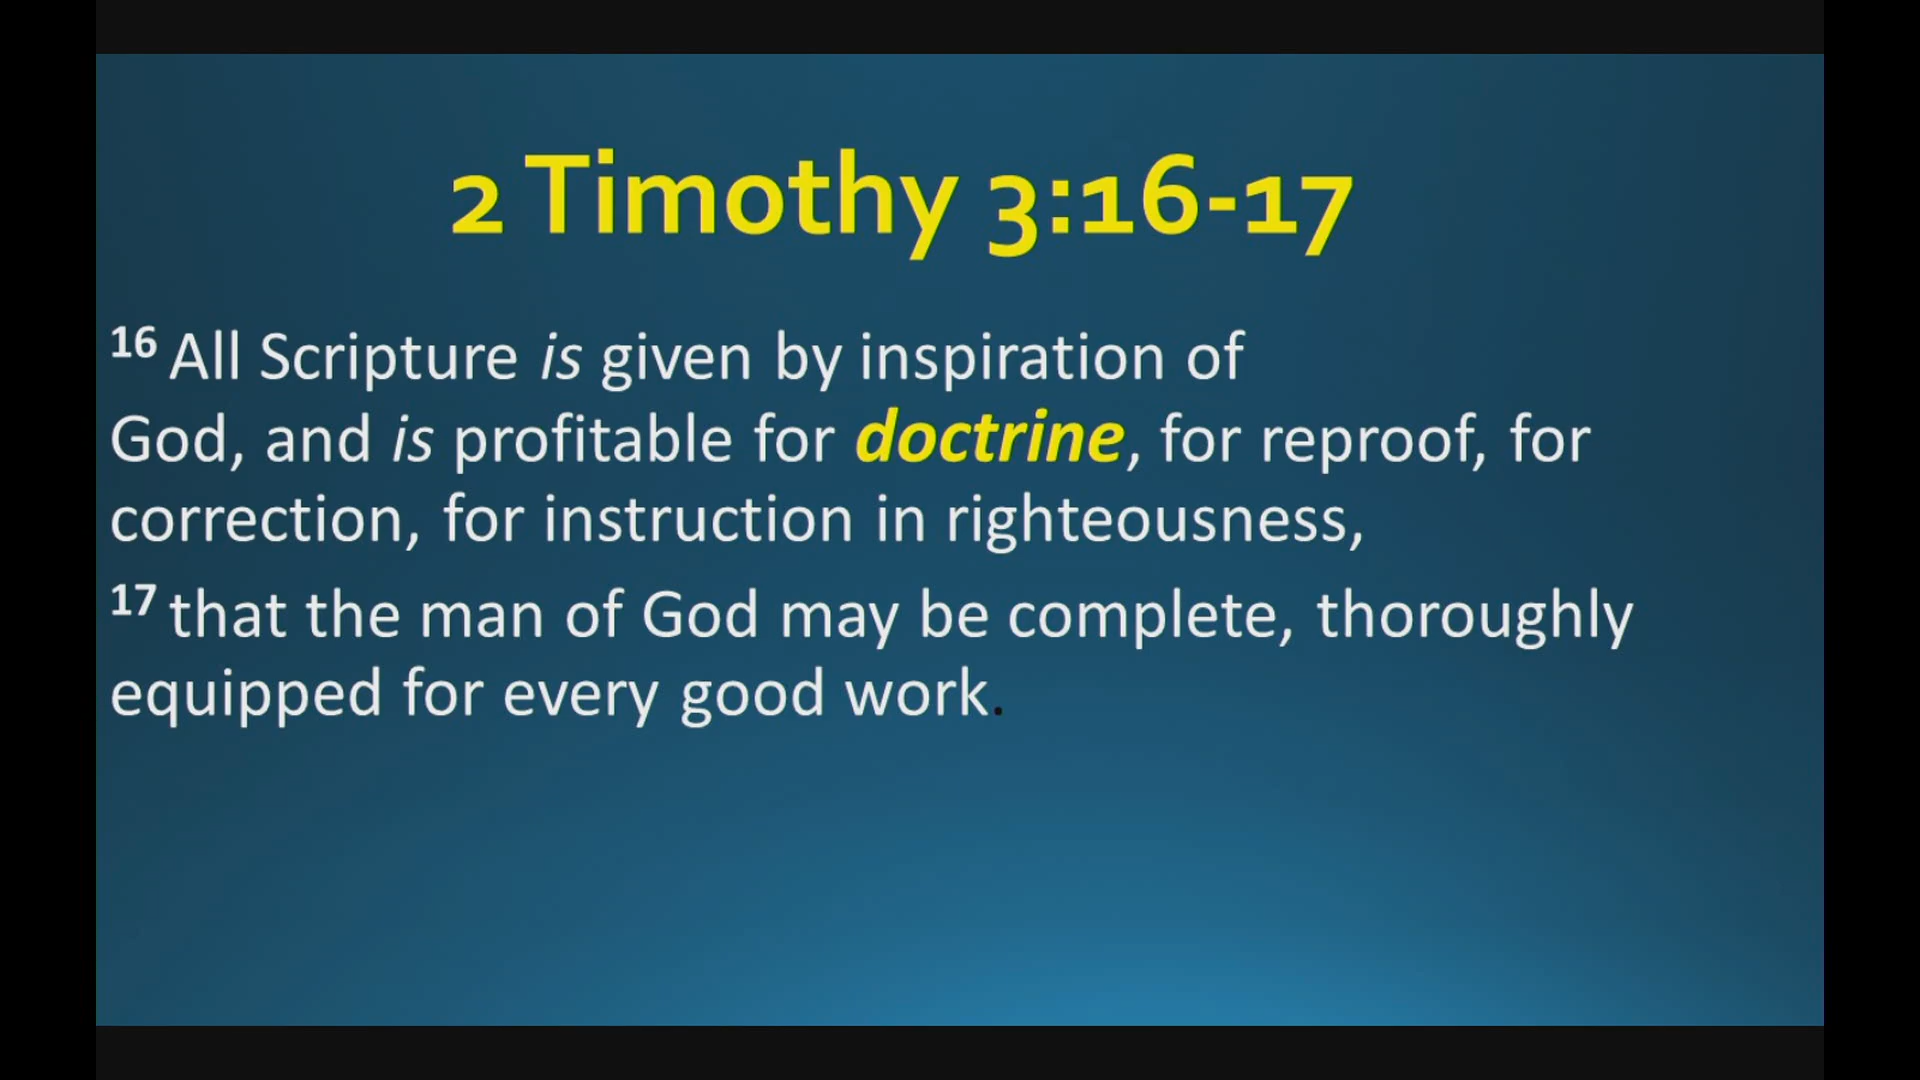 2 Timothy 3:16-17
16 All Scripture is given by inspiration of
God, and is profitable for doctrine, for reproof, for
correction, for instruction in righteousness,
17 that the man of God may be complete, thoroughly
equipped for every good work.